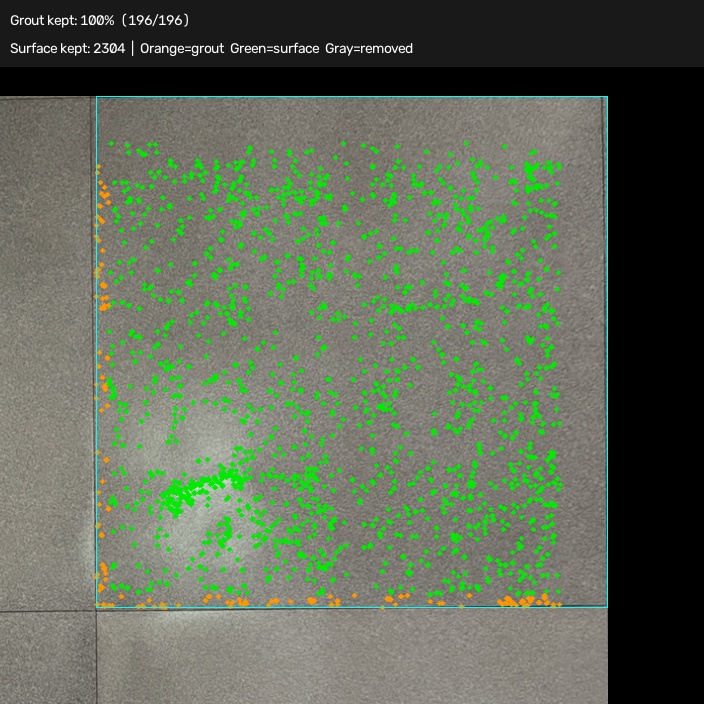 Grout kept: 100% (196/196)
Surface kept: 2304 | Orange=grout Green=surface Gray=removed